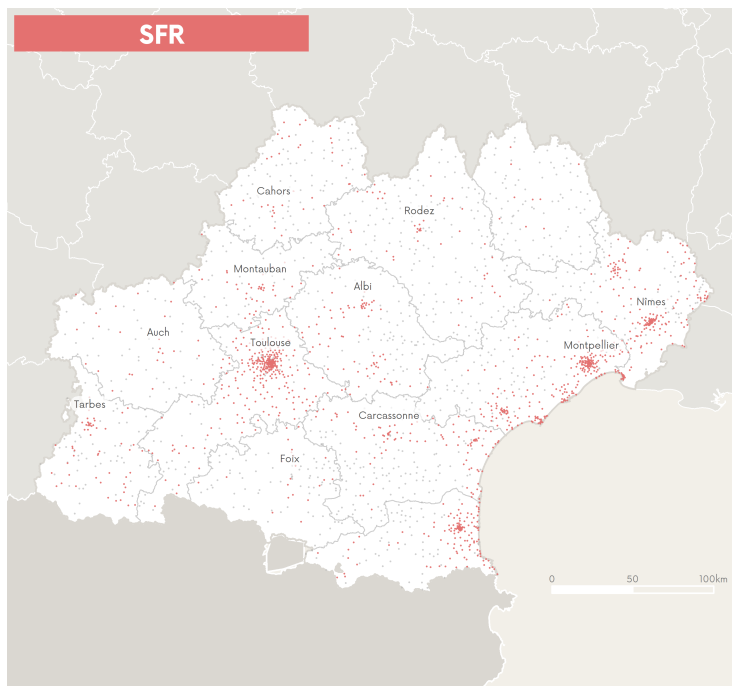 SFR
Cahors
Rodez
Montauban
Albi
Nîmes
Auch
Toulouse
Montpellier
Tarbes
Carcassonne
Foix
0 50 100km